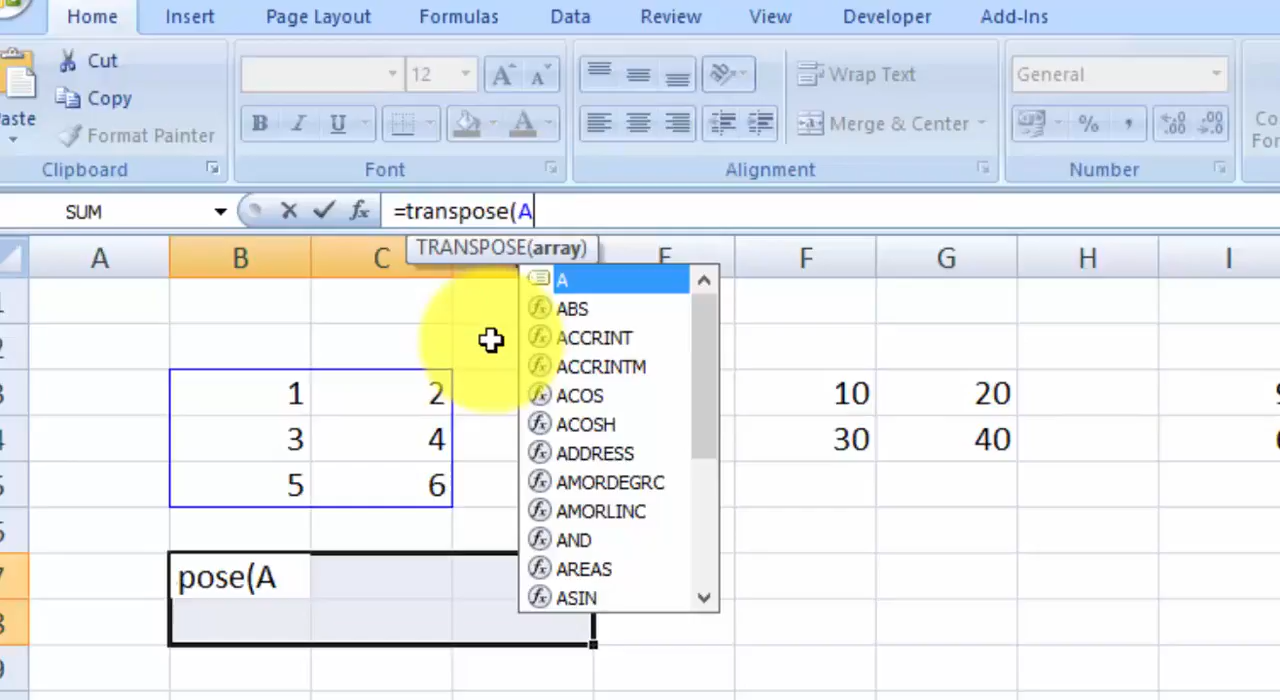 Home Insert Page Layout Formulas Data Review View Developer Add-Ins
Cut
12
Wrap Text
General
Copy
B I U
Merge & Center
%
Format Painter
Clipboard Font Alignment Number
SUM =transpose(A
TRANSPOSE(array)
A B C F G H I
A
ABS
ACCRINT
ACCRINTM
1 2 ACOS 10 20
ACOSH
3 4 ADDRESS 30 40
5 6 AMORDEGRC
AMORLINC
AND
pose(A AREAS
ASIN